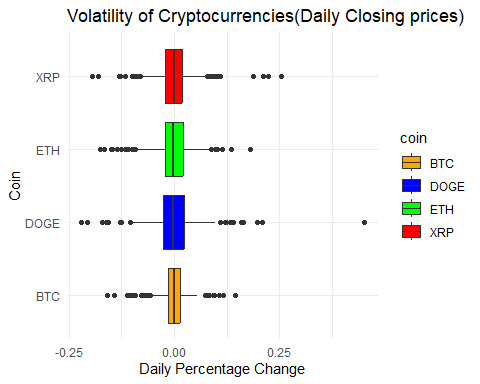 Volatility of Cryptocurrencies(Daily Closing prices)
XRP
ETH
DOGE
BTC
Coin
-0.25
0.00
0.25
Daily Percentage Change
coin
BTC
DOGE
ETH
XRP